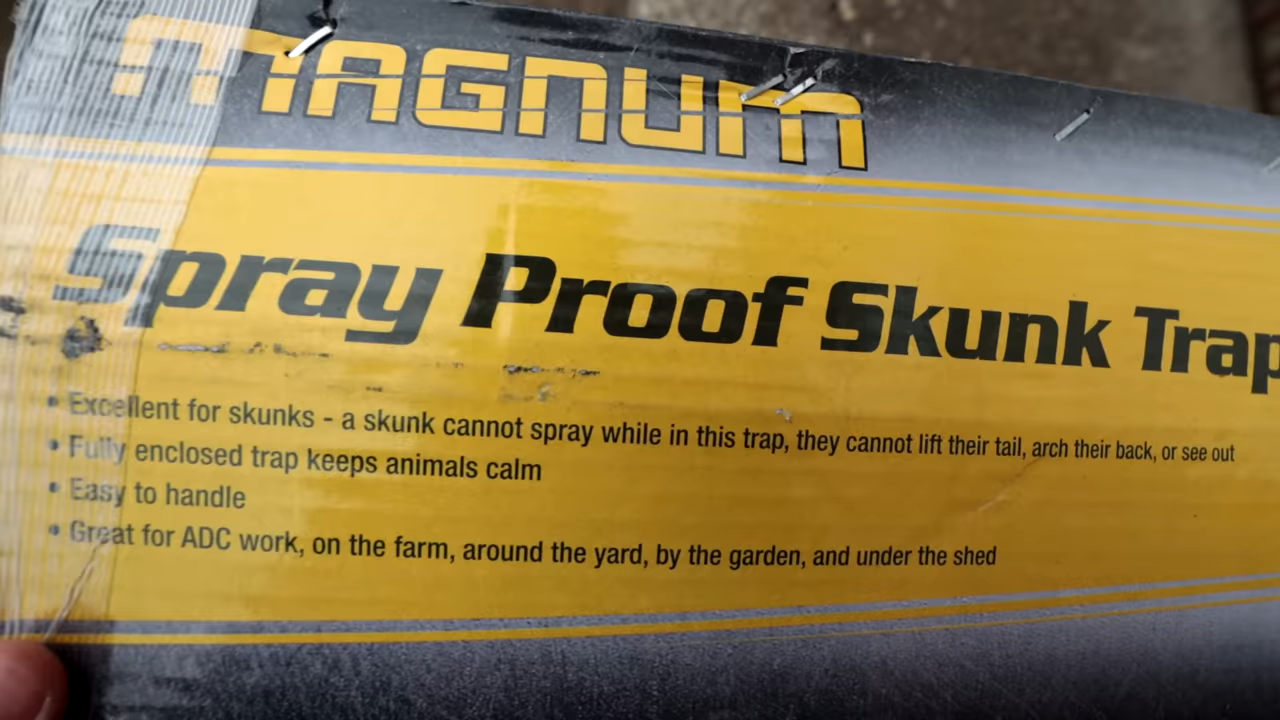 MAGNUM
Spray Proof Skunk Trap
• Excellent for skunks - a skunk cannot spray while in this trap, they cannot lift their tail, arch their back, or see out
• Fully enclosed trap keeps animals calm
• Easy to handle
• Great for ADC work, on the farm, around the yard, by the garden, and under the shed